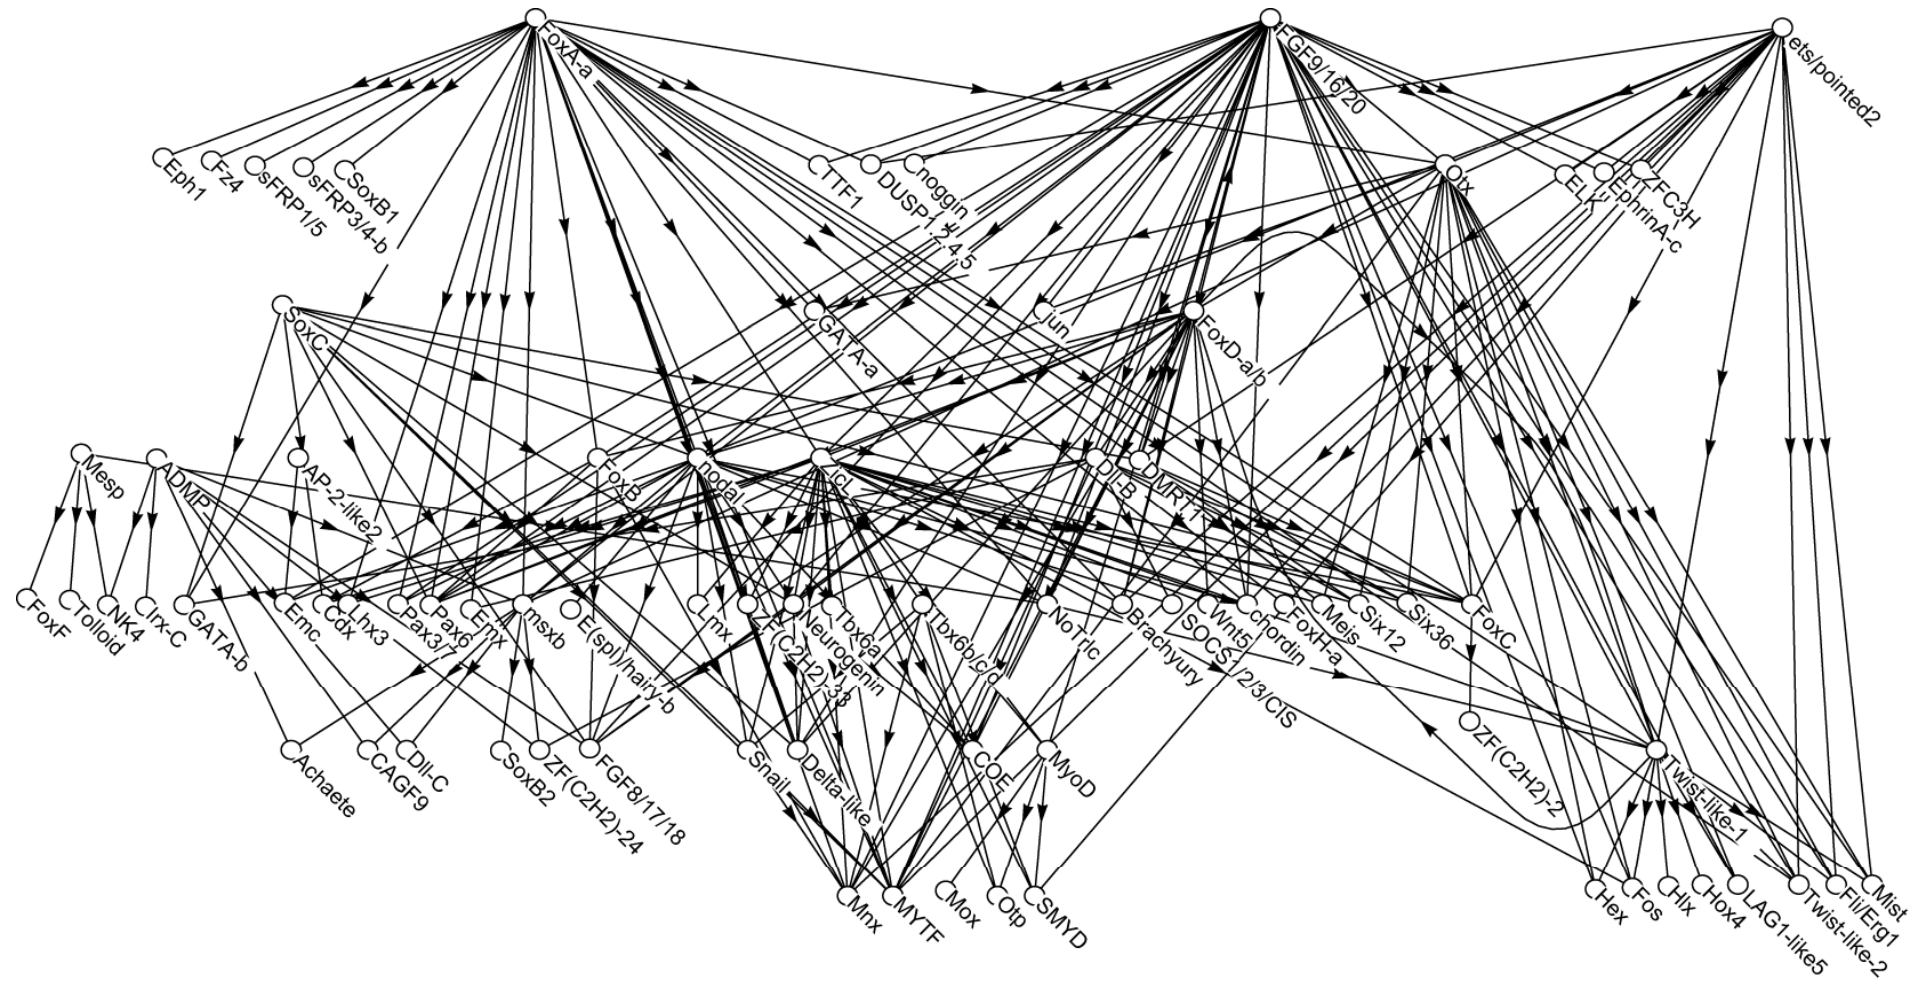 FoxA-a
FGF9/16/20
ets/pointed2
Eph1
Fz4
sFRP1/5
sFRP3/4-b
SoxB1
TTF1
DUSP1.2.4.5
noggin
Otx
ELK
EphrinA-c
ZFC3H
SoxC
GATA-a
jun
FoxD-a/b
Mesp
ADMP
AP-2-like2
FoxB
nodal
ZicL
Dll-B
DMRT1
FoxF
Tolloid
NK4
Irx-C
GATA-b
Emc
Cdx
Lhx3
Pax3/7
Pax6
Emx
msxb
E(spl)/hairy-b
Lmx
ZF(C2H2)-33
Neurogenin
Tbx6a
Tbx6b/c/d
NoTrlc
Brachyury
SOCS1/2/3/CIS
Wnt5
chordin
FoxH-a
Meis
Six12
Six36
FoxC
Achaete
CAGF9
Dll-C
SoxB2
ZF(C2H2)-24
FGF8/17/18
Snail
Delta-like
COE
MyoD
ZF(C2H2)-2
Twist-like-1
Mnx
MYTF
Mox
Otp
SMYD
Hex
Fos
Hlx
Hox4
LAG1-like5
Twist-like-2
Fli/Erg1
Mist